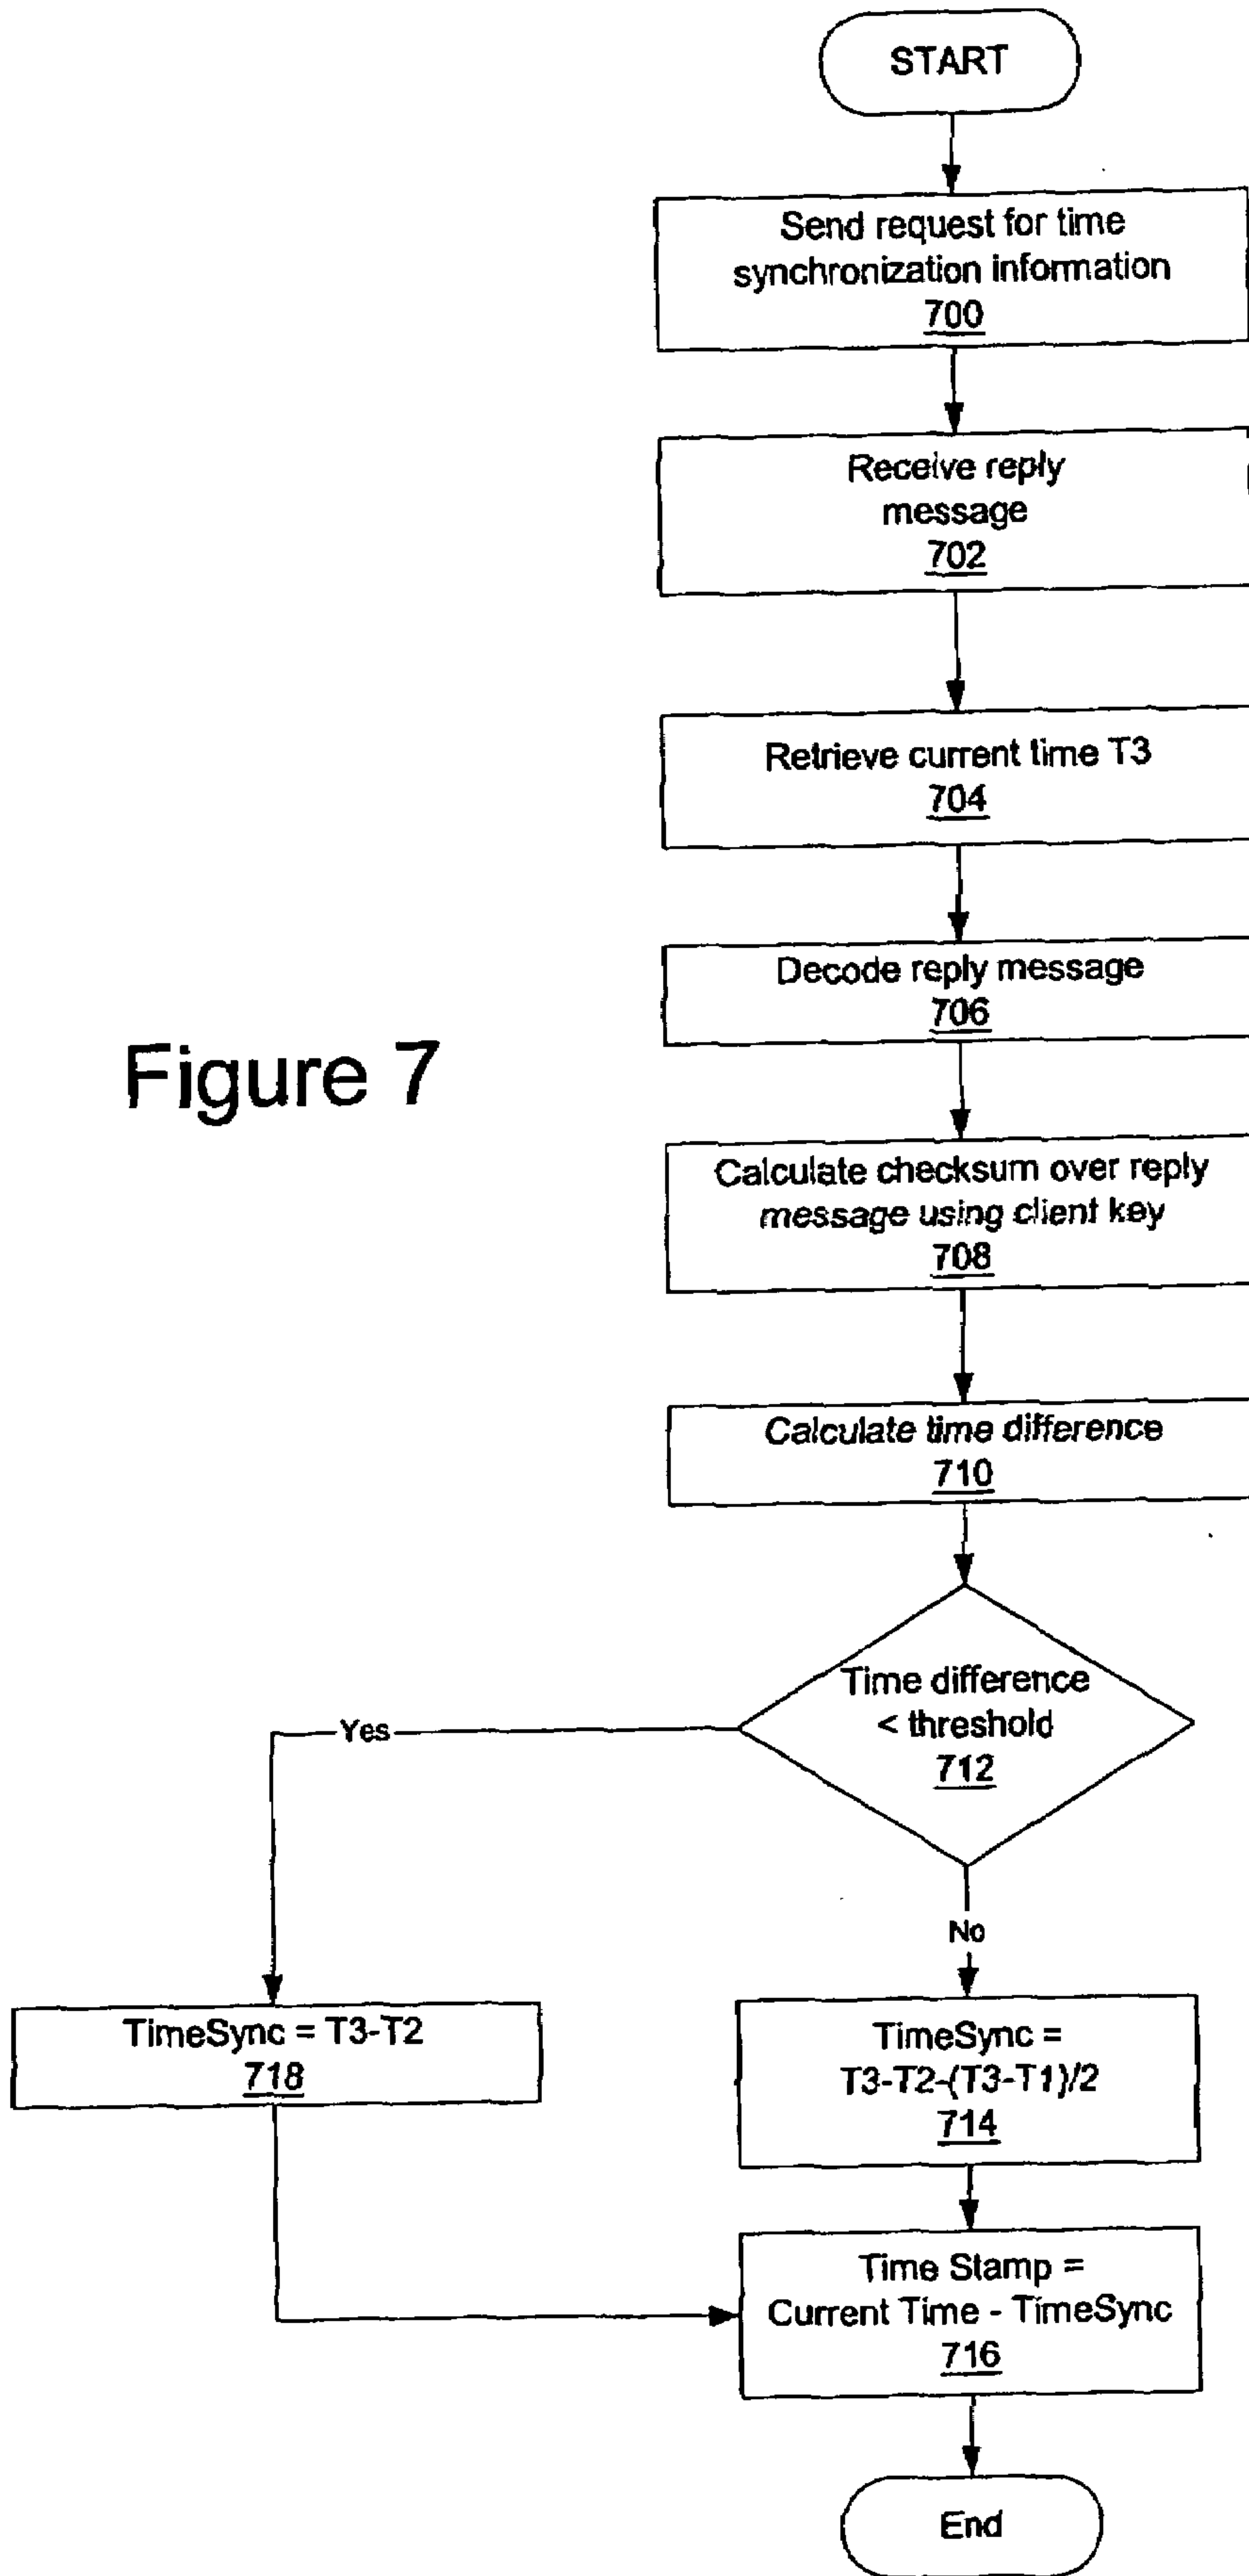 START
Send request for time
synchronization information
700
Receive reply
message
702
Retrieve current time T3
704
Decode reply message
706
Figure 7
Calculate checksum over reply
message using client key
708
Calculate time difference
710
Time difference
< threshold
712
Yes
No
TimeSync = T3-T2
718
TimeSync =
T3-T2-(T3-T1)/2
714
Time Stamp =
Current Time - TimeSync
716
End